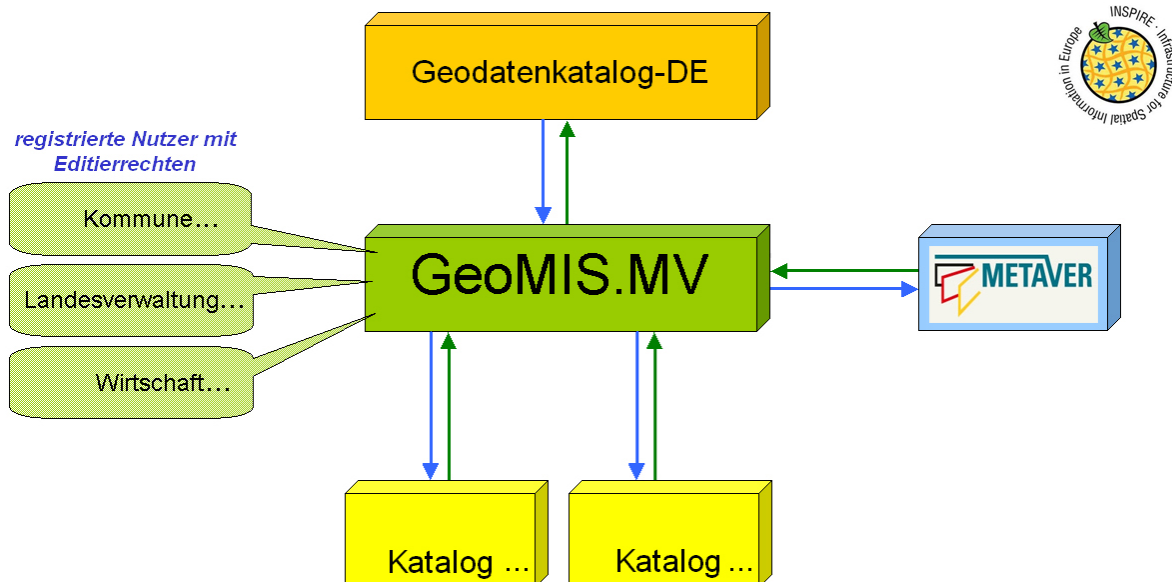 Geodatenkatalog-DE
INSPIRE · Infrastructure for Spatial Information in Europe
registrierte Nutzer mit
Editierrechten
Kommune...
Landesverwaltung...
Wirtschaft...
GeoMIS.MV
METAVER
Katalog ...
Katalog ...